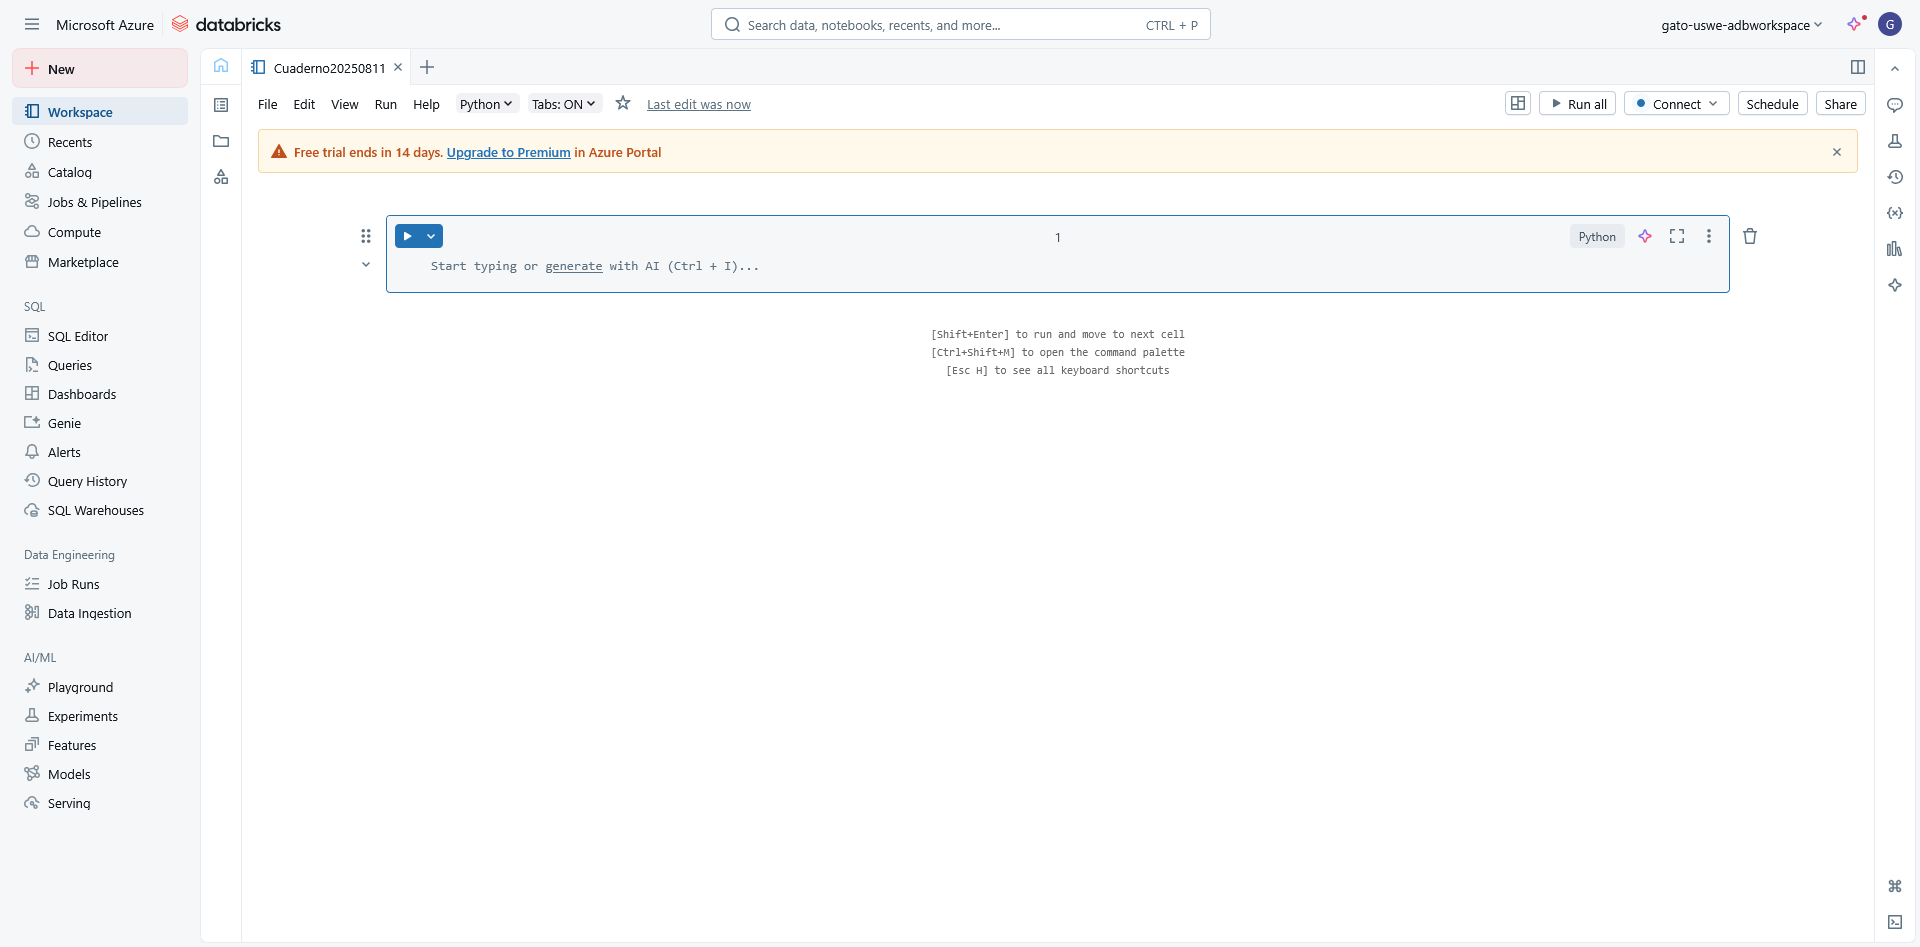 Microsoft Azure
databricks
Search data, notebooks, recents, and more...
CTRL + P
gato-uswe-adbworkspace
G
New
Workspace
Recents
Catalog
Jobs & Pipelines
Compute
Marketplace
SQL
SQL Editor
Queries
Dashboards
Genie
Alerts
Query History
SQL Warehouses
Data Engineering
Job Runs
Data Ingestion
AI/ML
Playground
Experiments
Features
Models
Serving
Cuaderno20250811
File Edit View Run Help Python Tabs: ON Last edit was now
Run all Connect Schedule Share
Free trial ends in 14 days. Upgrade to Premium in Azure Portal
1
Python
Start typing or generate with AI (Ctrl + I)...
[Shift+Enter] to run and move to next cell
[Ctrl+Shift+M] to open the command palette
[Esc H] to see all keyboard shortcuts